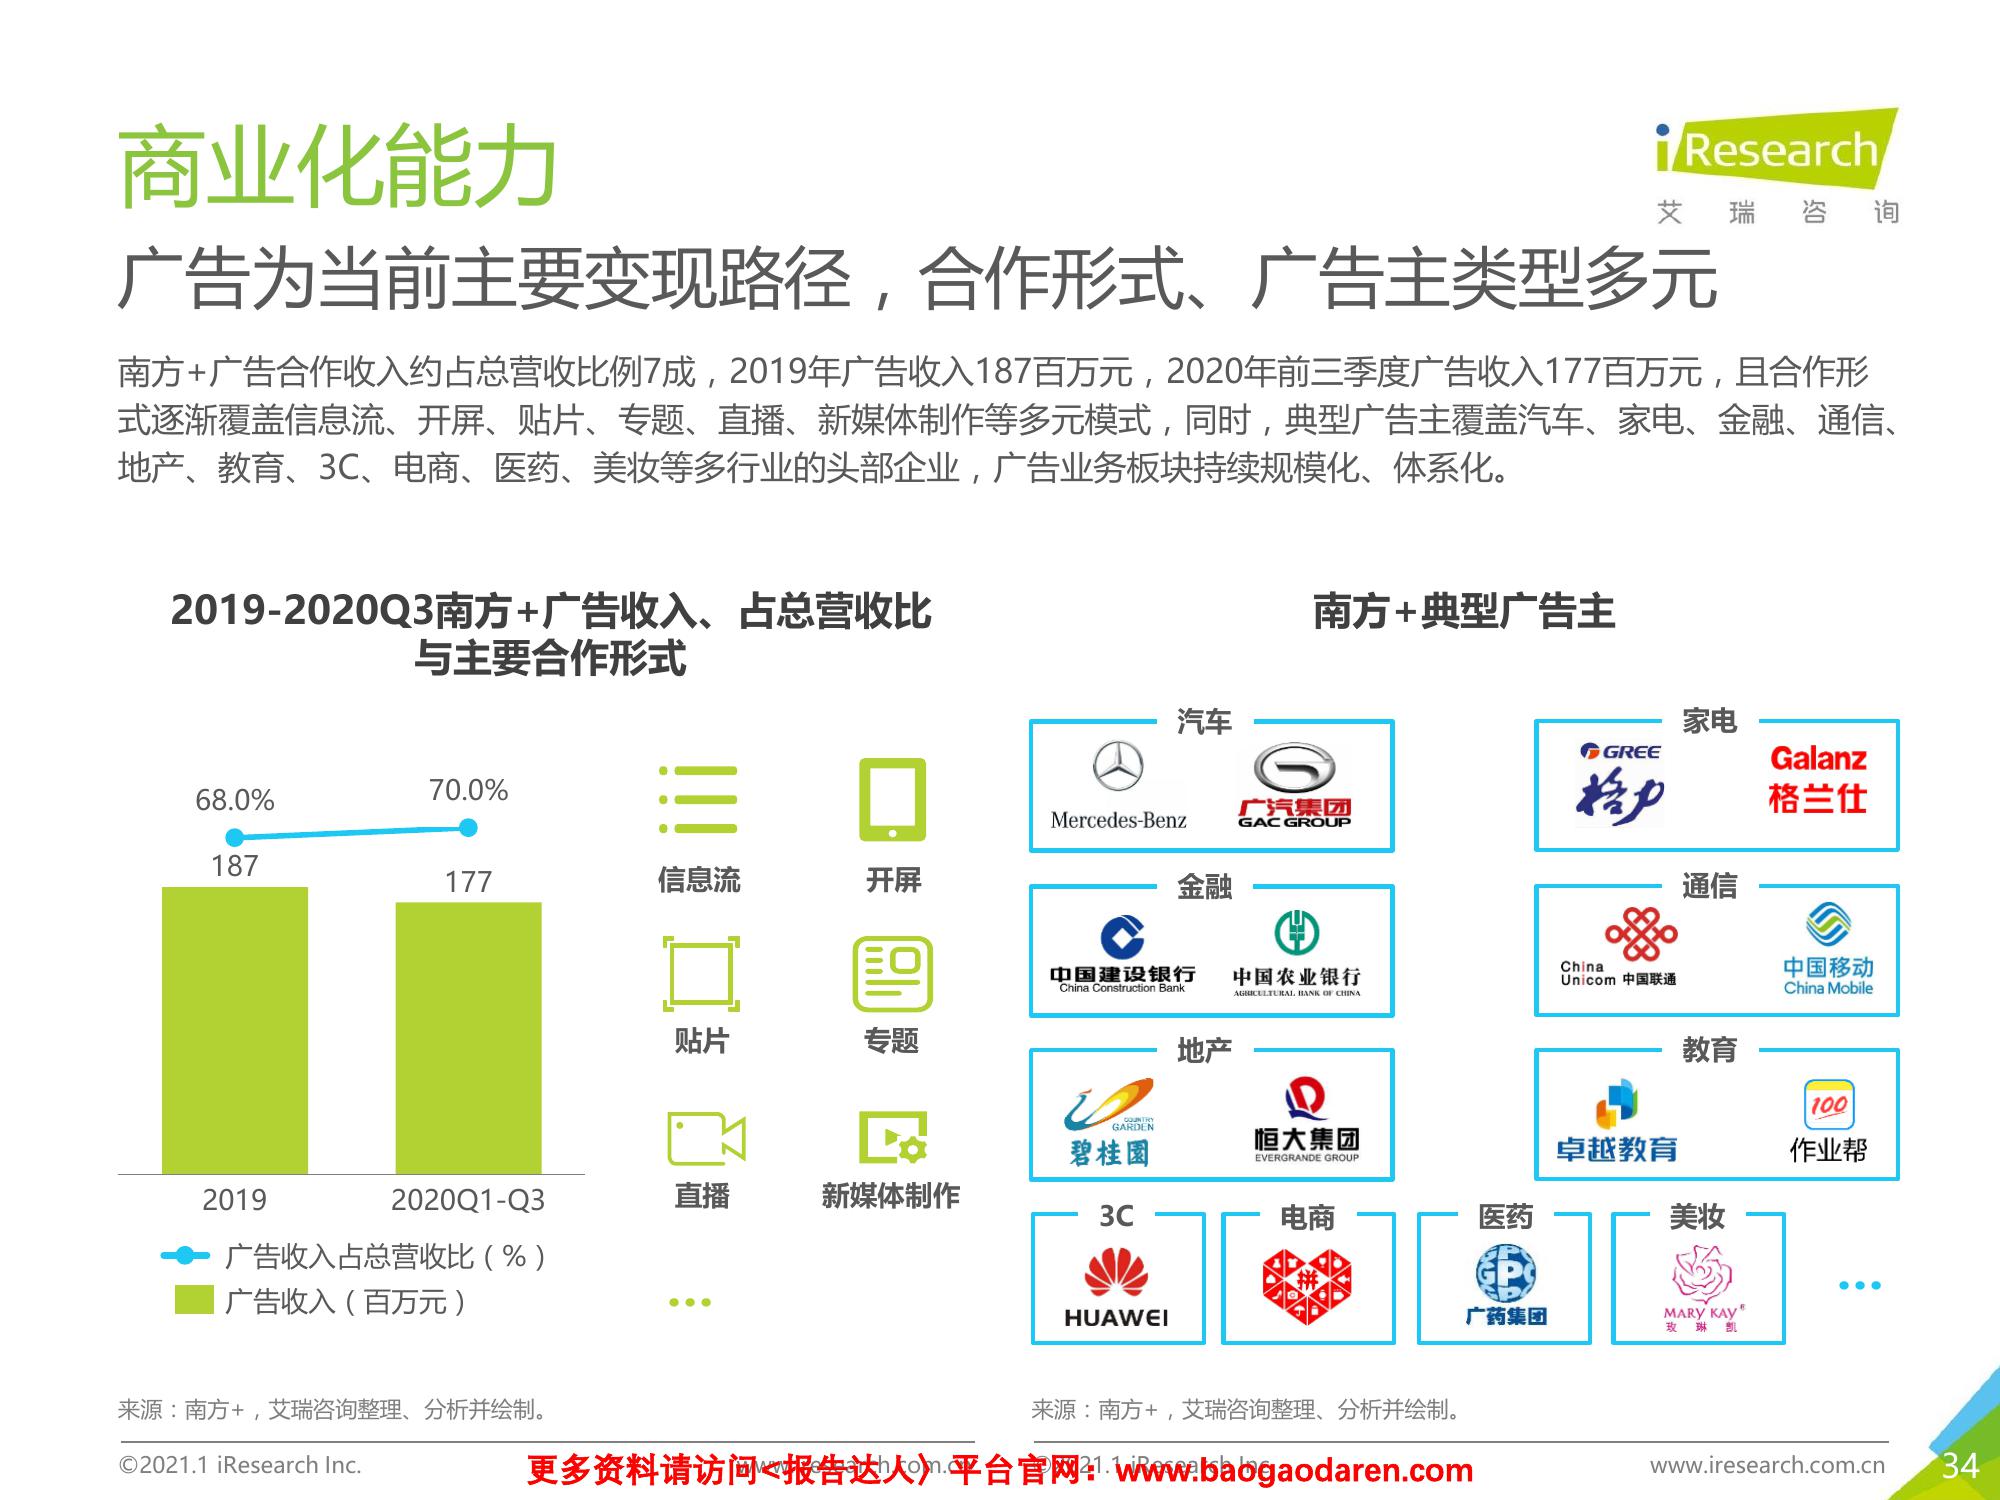 商业化能力
iResearch
艾瑞咨询
广告为当前主要变现路径，合作形式、广告主类型多元
南方+广告合作收入约占总营收比例7成，2019年广告收入187百万元，2020年前三季度广告收入177百万元，且合作形
式逐渐覆盖信息流、开屏、贴片、专题、直播、新媒体制作等多元模式，同时，典型广告主覆盖汽车、家电、金融、通信、
地产、教育、3C、电商、医药、美妆等多行业的头部企业，广告业务板块持续规模化、体系化。
2019-2020Q3南方+广告收入、占总营收比
与主要合作形式
68.0%
70.0%
187
177
2019
2020Q1-Q3
广告收入占总营收比（%）
广告收入（百万元）
信息流
开屏
贴片
专题
直播
新媒体制作
...
南方+典型广告主
汽车
Mercedes-Benz
广汽集团
GAC GROUP
家电
GREE
格力
Galanz
格兰仕
金融
中国建设银行
China Construction Bank
中国农业银行
AGRICULTURAL BANK OF CHINA
通信
China
Unicom 中国联通
中国移动
China Mobile
地产
COUNTRY
GARDEN
碧桂園
恒大集团
EVERGRANDE GROUP
教育
卓越教育
100
作业帮
3C
HUAWEI
电商
拼
医药
GPC
广药集团
美妆
MARY KAY®
玫琳凯
...
来源：南方+，艾瑞咨询整理、分析并绘制。
来源：南方+，艾瑞咨询整理、分析并绘制。
©2021.1 iResearch Inc.
www.iresearch.com.cn
©2021.1 iResearch Inc.
www.iresearch.com.cn
更多资料请访问<报告达人》平台官网：www.baogaodaren.com
34